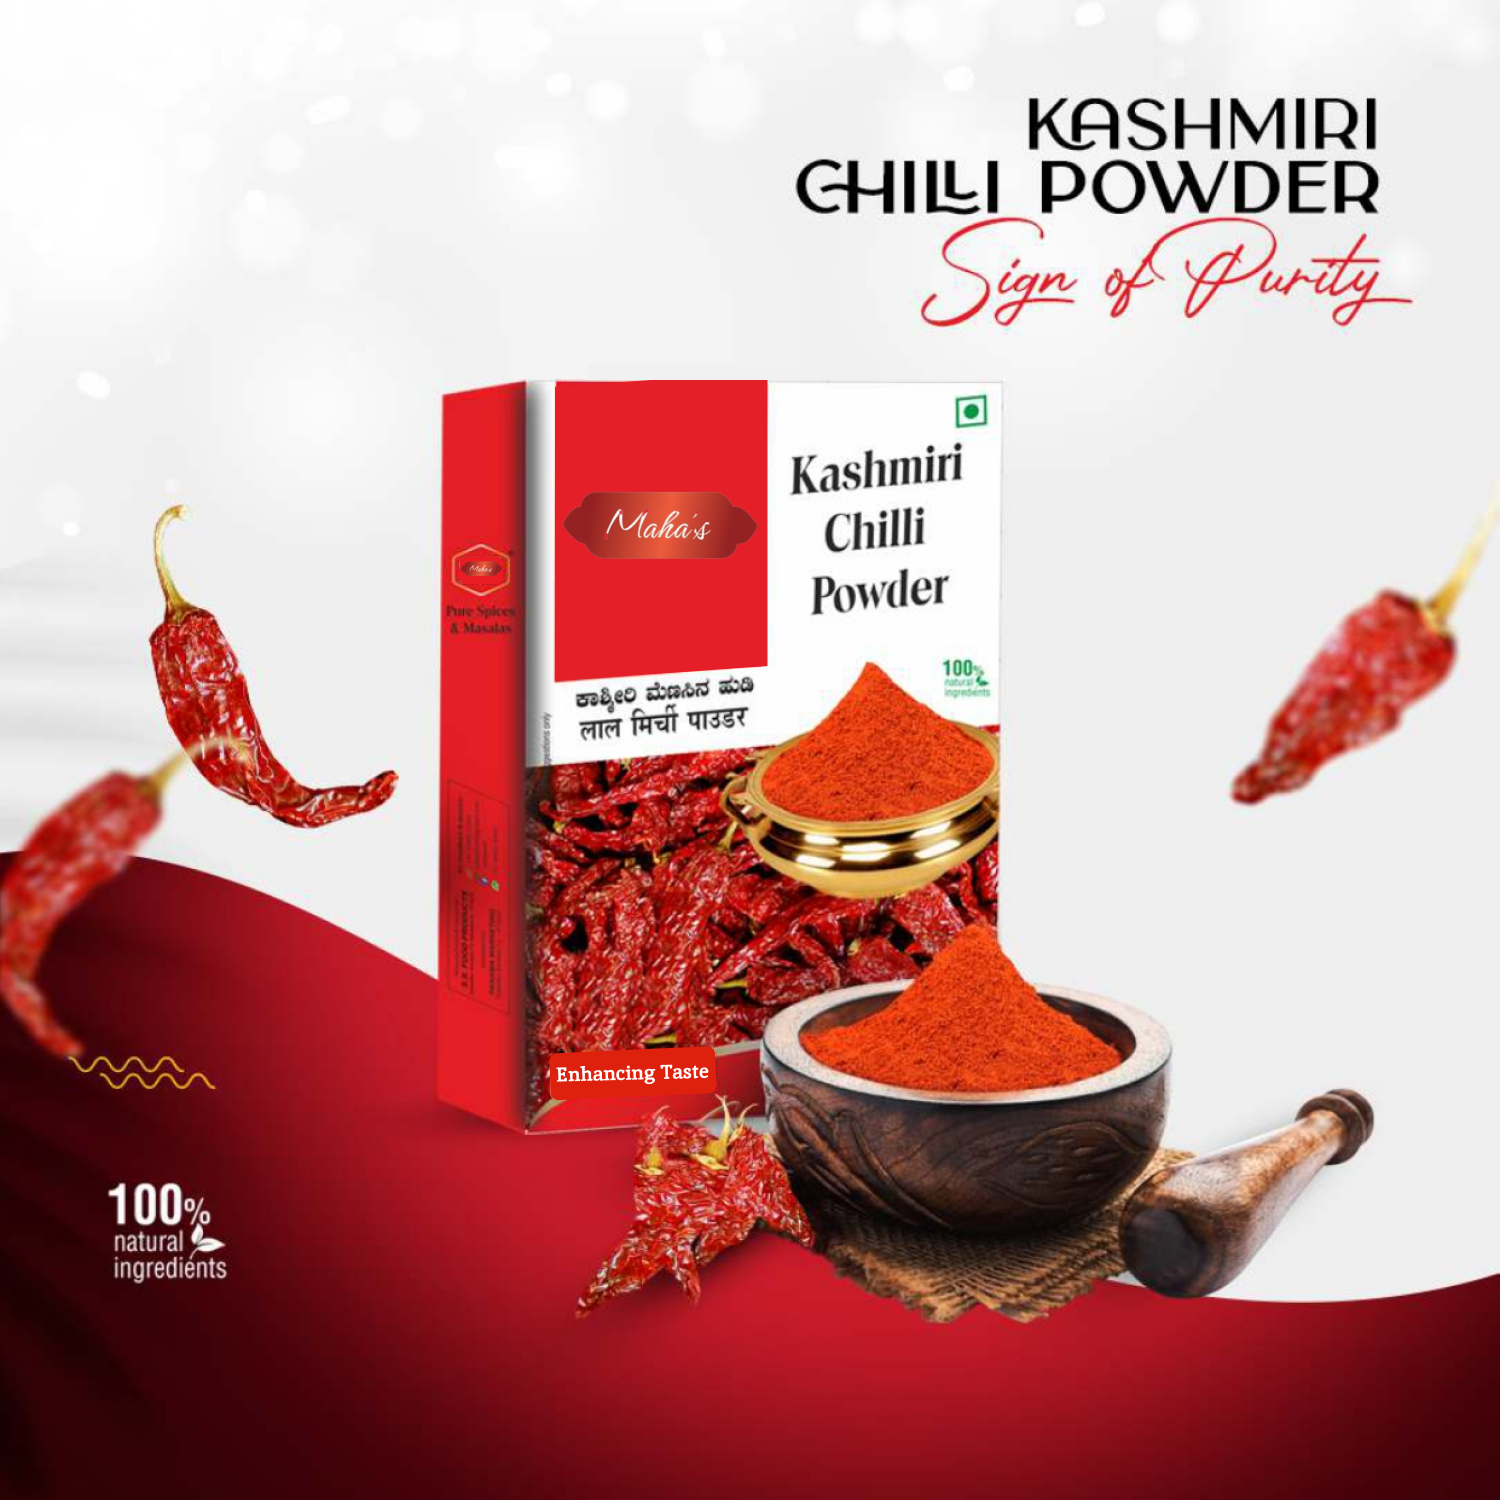 KASHMIRI
CHILLI POWDER
Sign of Purity
Maha's
Kashmiri
Chilli
Powder
100%
natural
ingredients
ಕಾಶ್ಮೀರಿ ಮೆಣಸಿನ ಹುಡಿ
लाल मिर्ची पाउडर
Maha's
Pure Spices
& Masalas
Enhancing Taste
100%
natural
ingredients